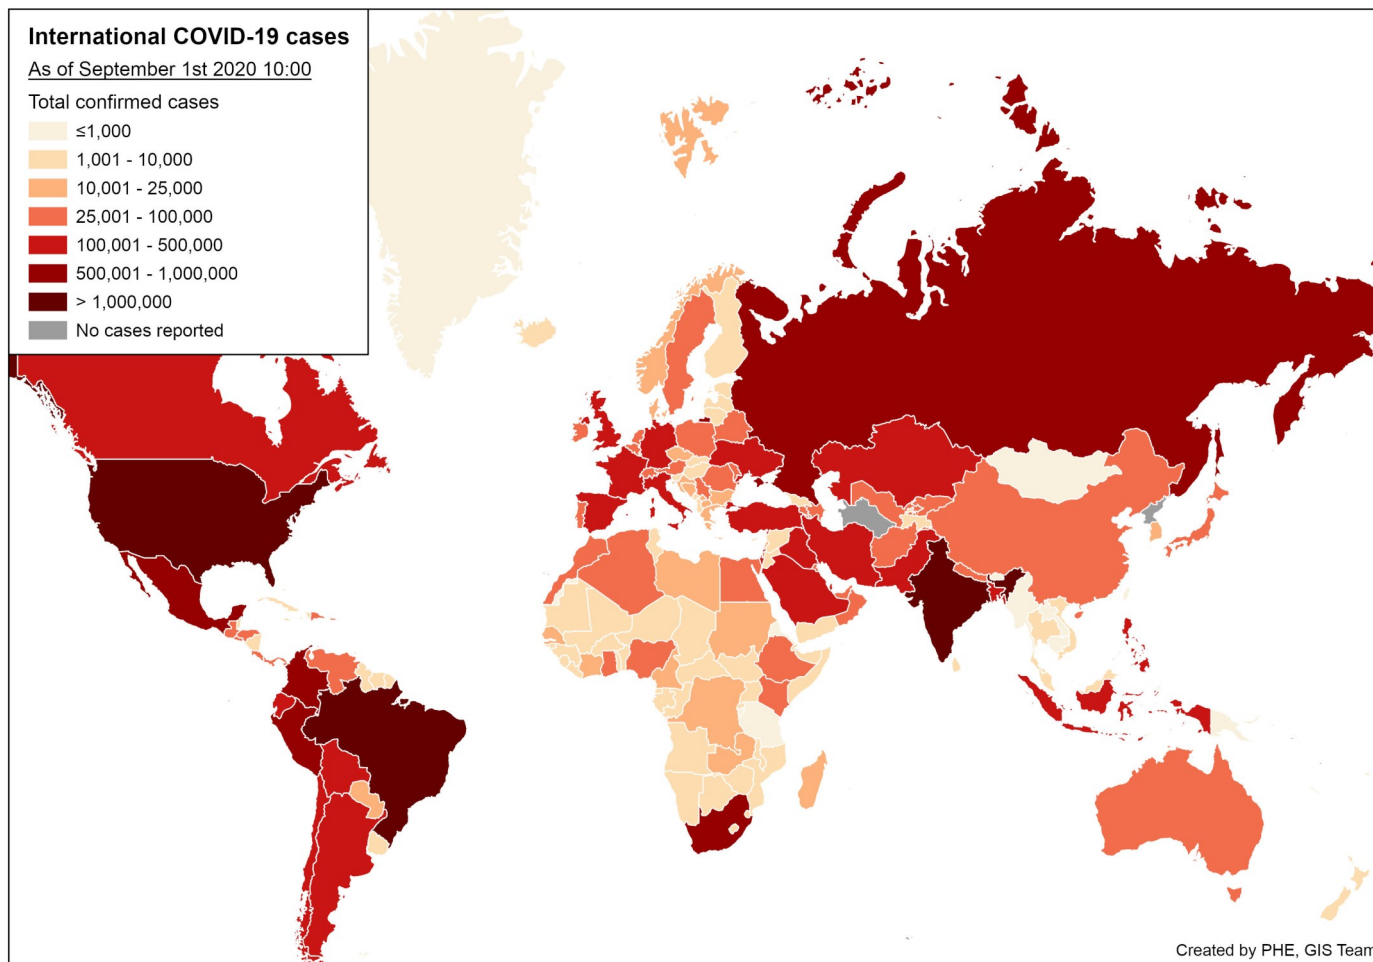 International COVID-19 cases
As of September 1st 2020 10:00
Total confirmed cases
≤1,000
1,001 - 10,000
10,001 - 25,000
25,001 - 100,000
100,001 - 500,000
500,001 - 1,000,000
> 1,000,000
No cases reported
Created by PHE, GIS Team